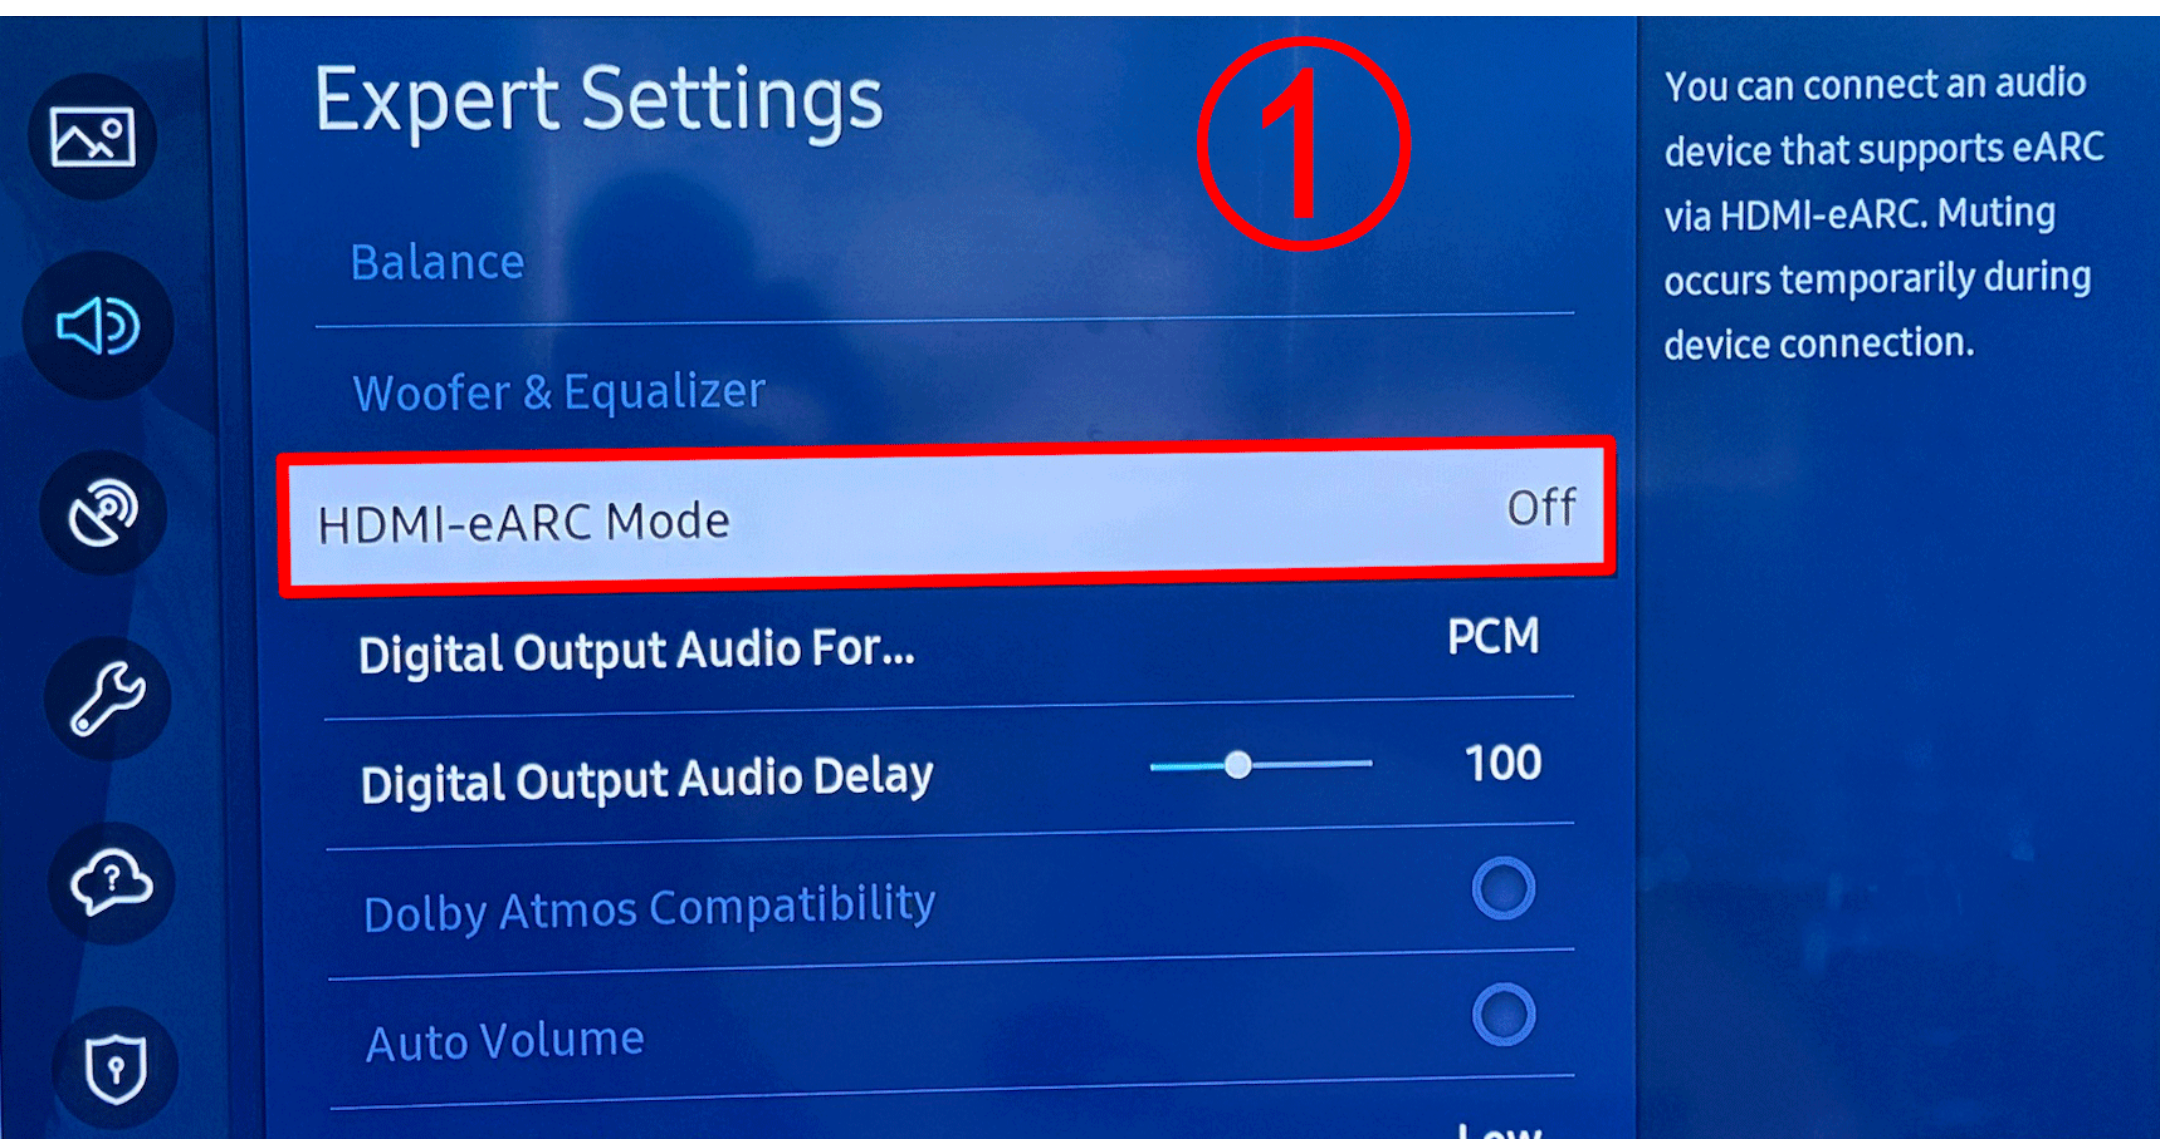 Expert Settings
1
Balance
Woofer & Equalizer
HDMI-eARC Mode Off
Digital Output Audio For... PCM
Digital Output Audio Delay 100
Dolby Atmos Compatibility
Auto Volume
Low
You can connect an audio
device that supports eARC
via HDMI-eARC. Muting
occurs temporarily during
device connection.
?